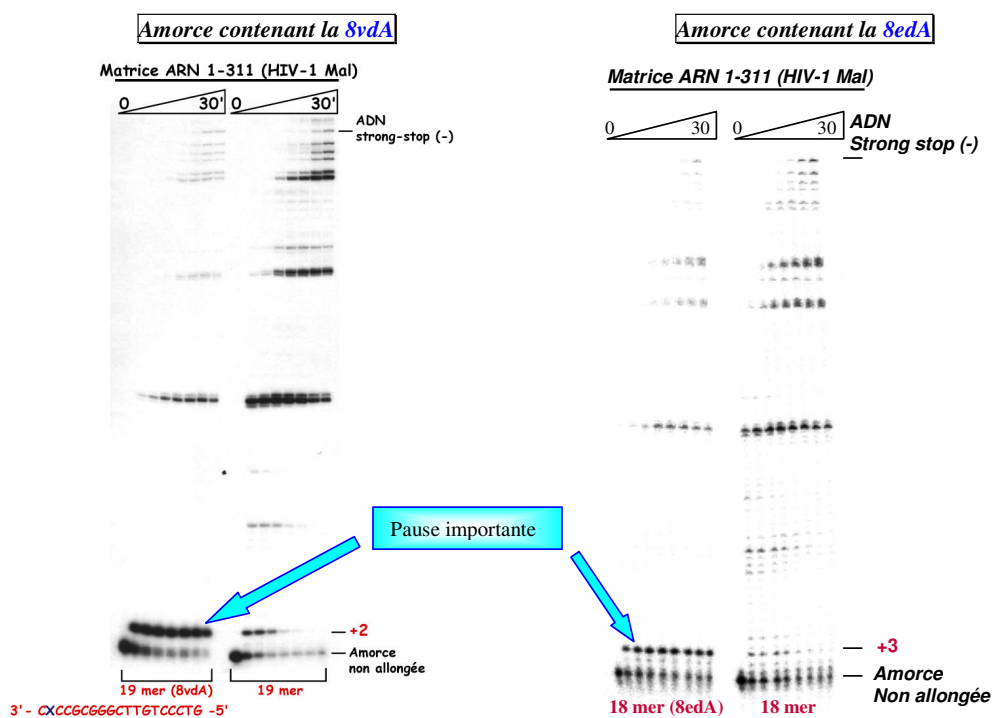 Amorce contenant la 8vdA
Matrice ARN 1-311 (HIV-1 Mal)
0 30' 0 30'
ADN
strong-stop (-)
+2
Amorce
non allongée
19 mer (8vdA) 19 mer
3'- CXCCGCGGGCTTGTCCCTG -5'
Pause importante
Amorce contenant la 8edA
Matrice ARN 1-311 (HIV-1 Mal)
0 30 0 30
ADN
Strong stop (-)
+3
Amorce
Non allongée
18 mer (8edA) 18 mer